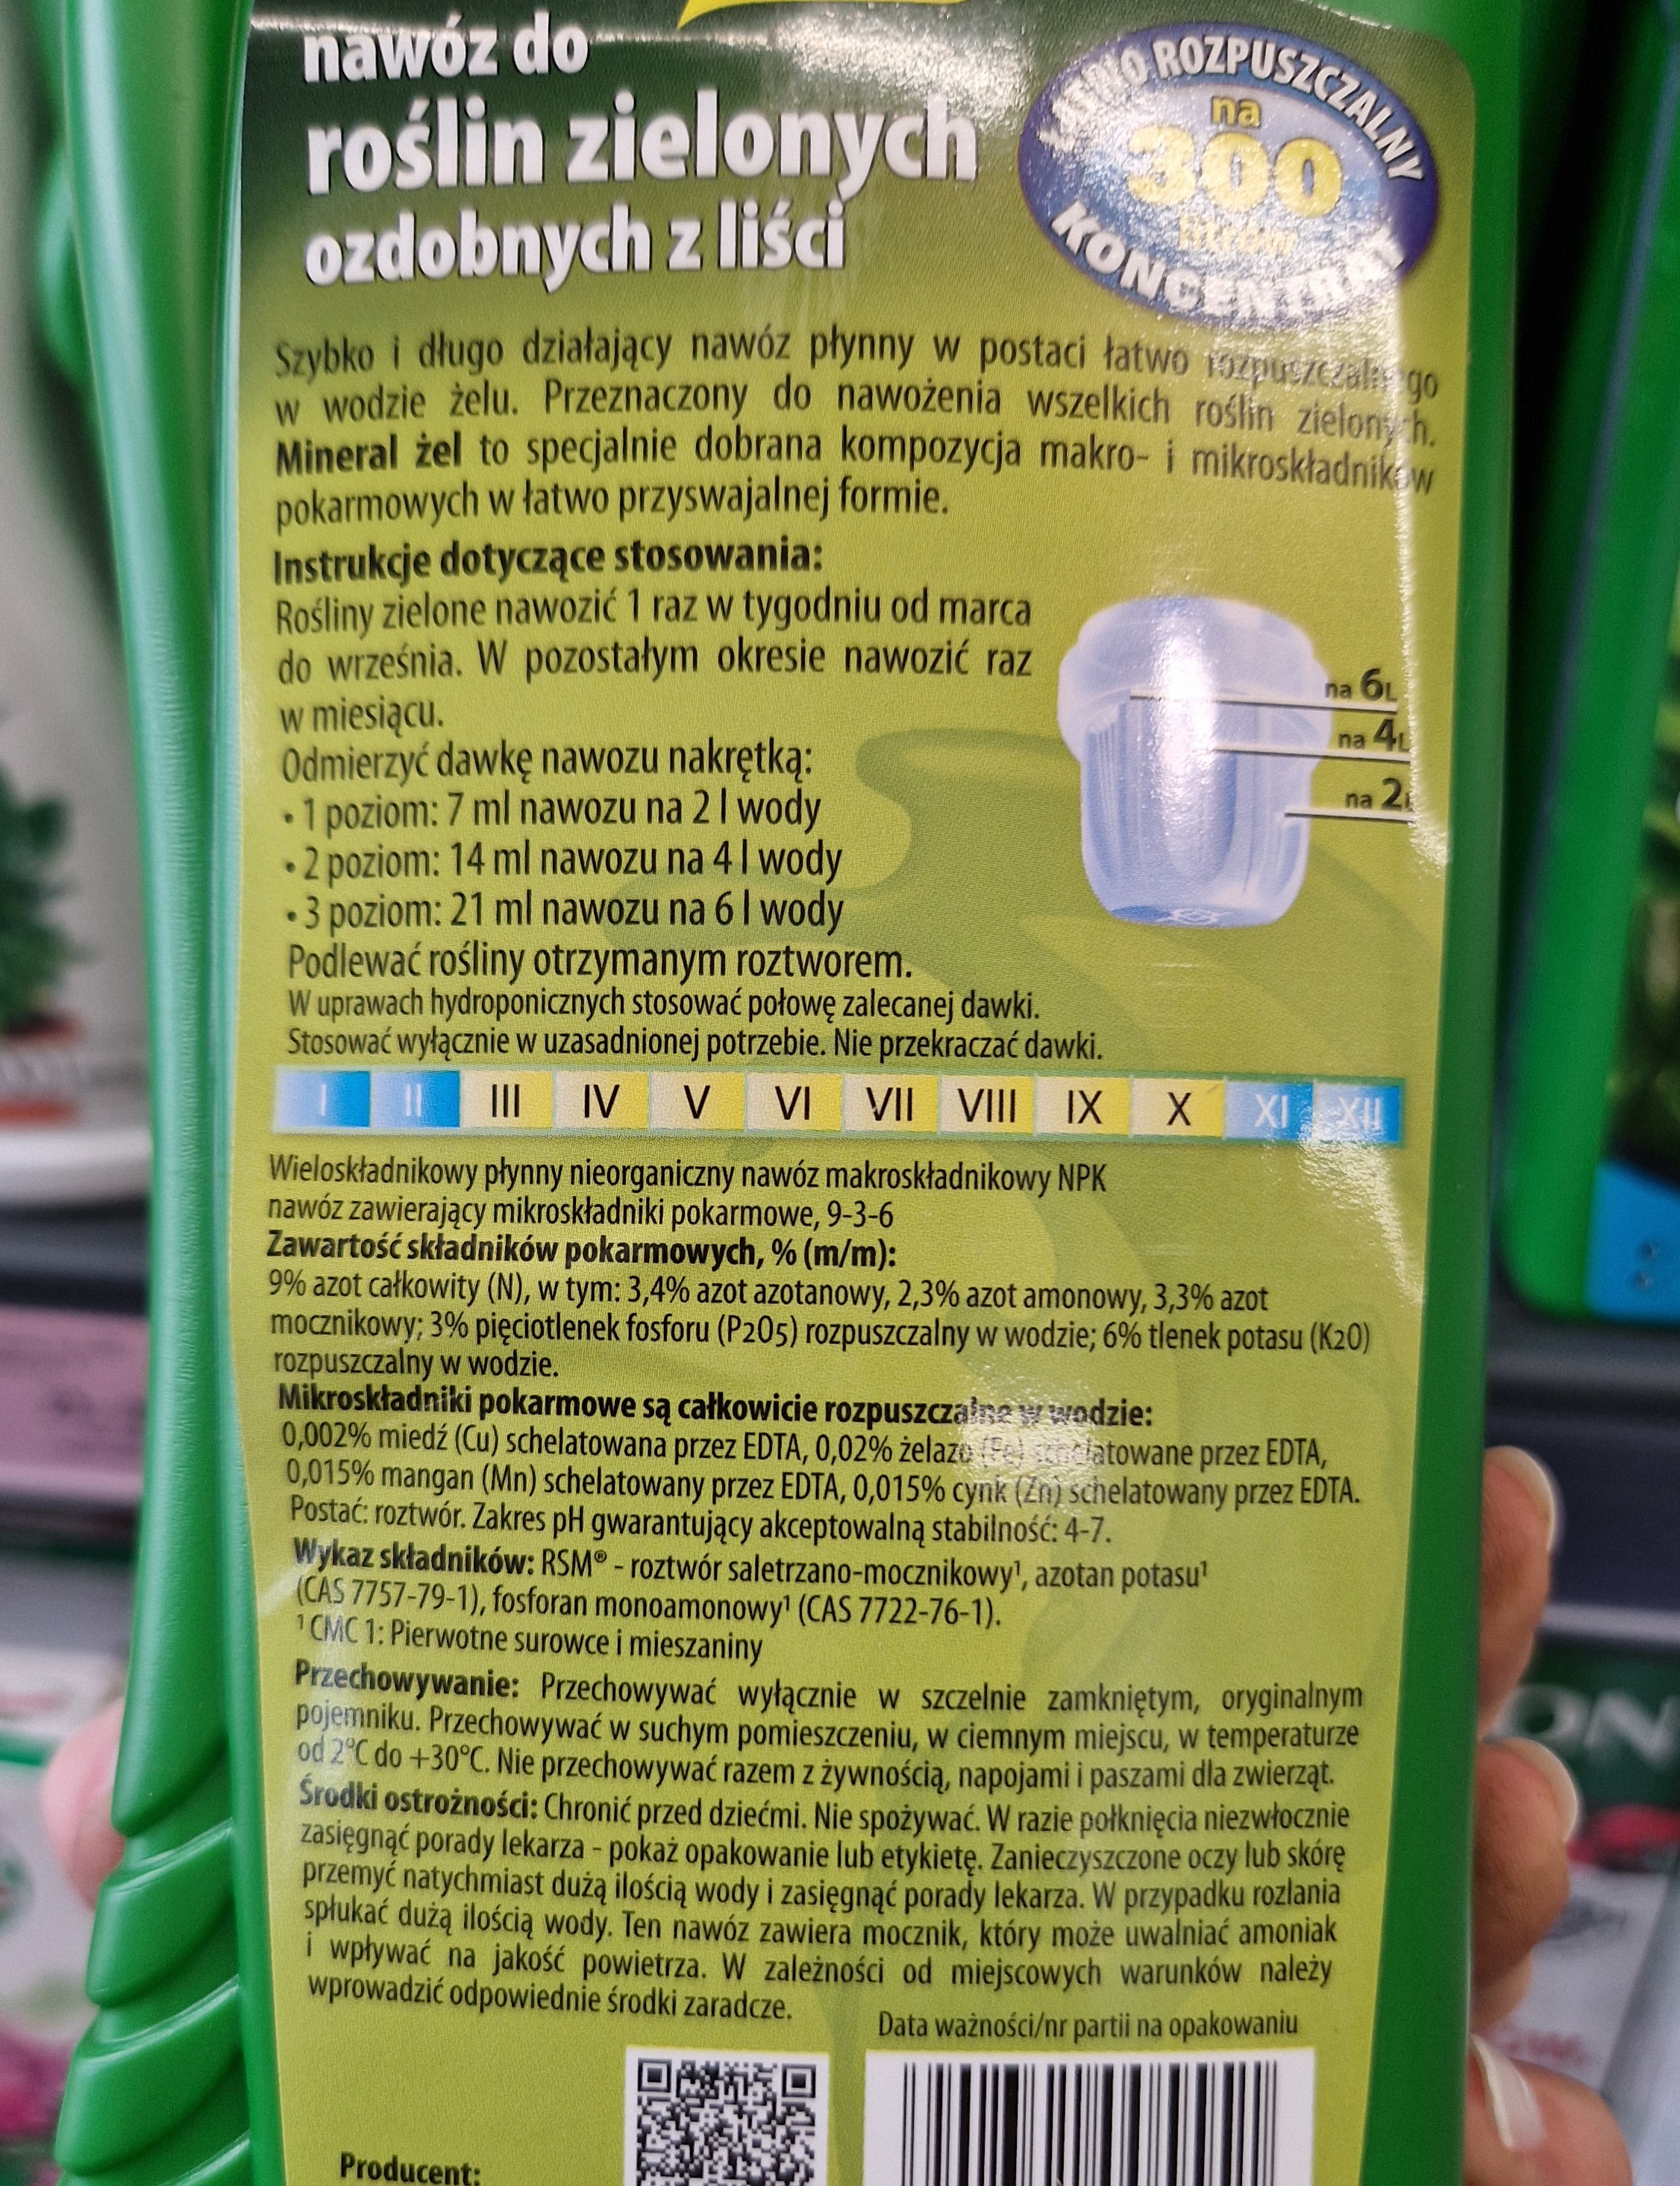 nawóz do
roślin zielonych
ozdobnych z liści
ŁATWO ROZPUSZCZALNY
na
300
litrów
KONCENTRAT
Szybko i długo działający nawóz płynny w postaci łatwo rozpuszczalnego
w wodzie żelu. Przeznaczony do nawożenia wszelkich roślin zielonych.
Mineral żel to specjalnie dobrana kompozycja makro- i mikroskładników
pokarmowych w łatwo przyswajalnej formie.
Instrukcje dotyczące stosowania:
Rośliny zielone nawozić 1 raz w tygodniu od marca
do września. W pozostałym okresie nawozić raz
w miesiącu.
Odmierzyć dawkę nawozu nakrętką:
• 1 poziom: 7 ml nawozu na 2 l wody
• 2 poziom: 14 ml nawozu na 4 l wody
• 3 poziom: 21 ml nawozu na 6 l wody
na 6L
na 4L
na 2L
Podlewać rośliny otrzymanym roztworem.
W uprawach hydroponicznych stosować połowę zalecanej dawki.
Stosować wyłącznie w uzasadnionej potrzebie. Nie przekraczać dawki.
I II III IV V VI VII VIII IX X XI XII
Wieloskładnikowy płynny nieorganiczny nawóz makroskładnikowy NPK
nawóz zawierający mikroskładniki pokarmowe, 9-3-6
Zawartość składników pokarmowych, % (m/m):
9% azot całkowity (N), w tym: 3,4% azot azotanowy, 2,3% azot amonowy, 3,3% azot
mocznikowy; 3% pięciotlenek fosforu (P2O5) rozpuszczalny w wodzie; 6% tlenek potasu (K2O)
rozpuszczalny w wodzie.
Mikroskładniki pokarmowe są całkowicie rozpuszczalne w wodzie:
0,002% miedź (Cu) schelatowana przez EDTA, 0,02% żelazo (Fe) schelatowane przez EDTA,
0,015% mangan (Mn) schelatowany przez EDTA, 0,015% cynk (Zn) schelatowany przez EDTA.
Postać: roztwór. Zakres pH gwarantujący akceptowalną stabilność: 4-7.
Wykaz składników: RSM® - roztwór saletrzano-mocznikowy¹, azotan potasu¹
(CAS 7757-79-1), fosforan monoamonowy¹ (CAS 7722-76-1).
¹ CMC 1: Pierwotne surowce i mieszaniny
Przechowywanie: Przechowywać wyłącznie w szczelnie zamkniętym, oryginalnym
pojemniku. Przechowywać w suchym pomieszczeniu, w ciemnym miejscu, w temperaturze
od 2°C do +30°C. Nie przechowywać razem z żywnością, napojami i paszami dla zwierząt.
Środki ostrożności: Chronić przed dziećmi. Nie spożywać. W razie połknięcia niezwłocznie
zasięgnąć porady lekarza - pokaż opakowanie lub etykietę. Zanieczyszczone oczy lub skórę
przemyć natychmiast dużą ilością wody i zasięgnąć porady lekarza. W przypadku rozlania
spłukać dużą ilością wody. Ten nawóz zawiera mocznik, który może uwalniać amoniak
i wpływać na jakość powietrza. W zależności od miejscowych warunków należy
wprowadzić odpowiednie środki zaradcze.
Data ważności/nr partii na opakowaniu
Producent: